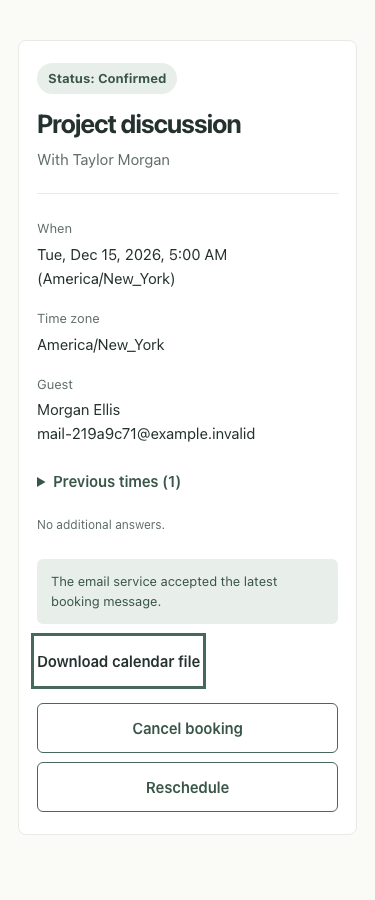 Status: Confirmed
Project discussion
With Taylor Morgan
When
Tue, Dec 15, 2026, 5:00 AM
(America/New_York)
Time zone
America/New_York
Guest
Morgan Ellis
mail-219a9c71@example.invalid
Previous times (1)
No additional answers.
The email service accepted the latest
booking message.
Download calendar file
Cancel booking
Reschedule